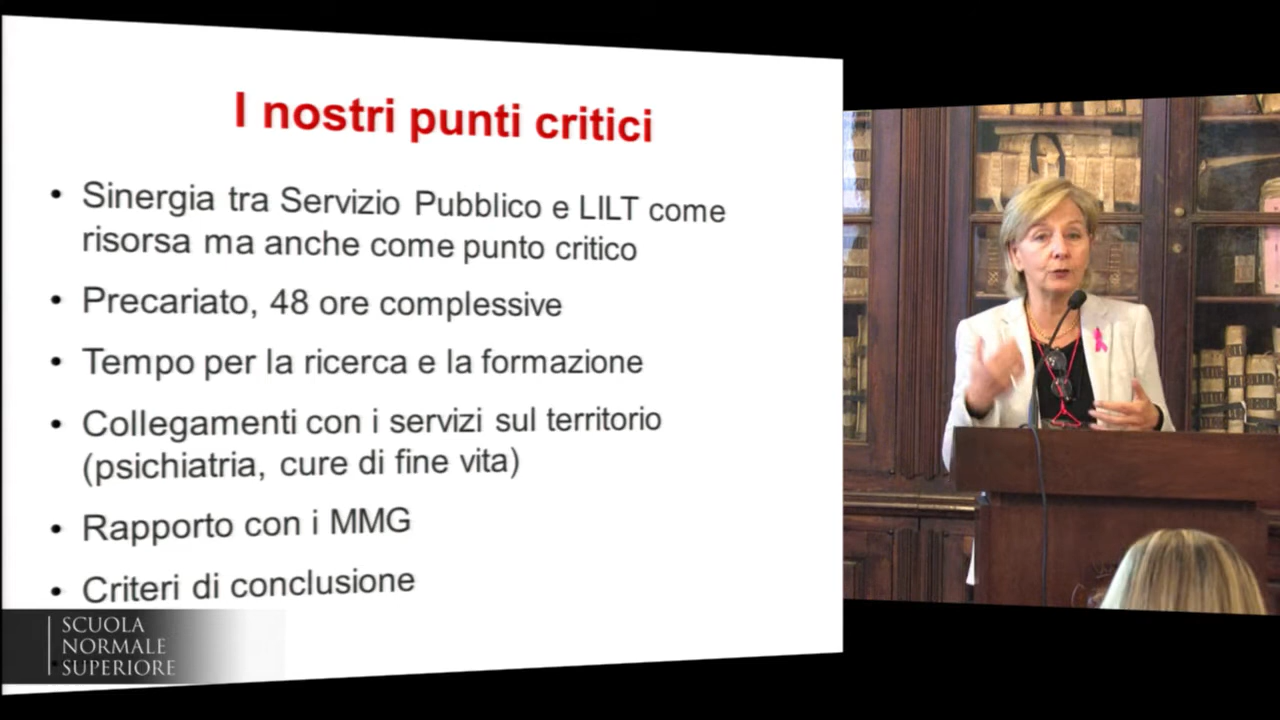 I nostri punti critici
• Sinergia tra Servizio Pubblico e LILT come
risorsa ma anche come punto critico
• Precariato, 48 ore complessive
• Tempo per la ricerca e la formazione
• Collegamenti con i servizi sul territorio
(psichiatria, cure di fine vita)
• Rapporto con i MMG
• Criteri di conclusione
SCUOLA
NORMALE
SUPERIORE